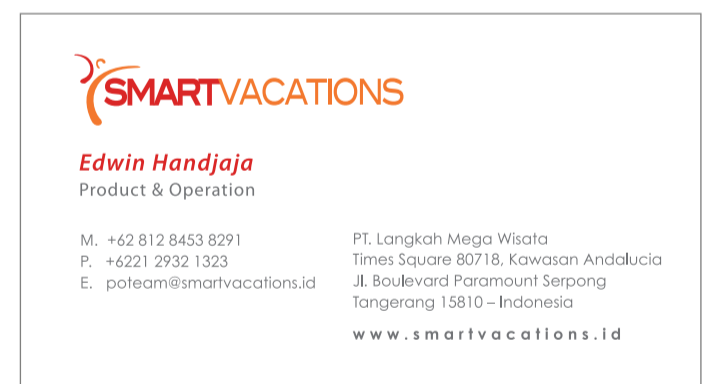 SMARTVACATIONS
Edwin Handjaja
Product & Operation
M. +62 812 8453 8291
P. +6221 2932 1323
E. poteam@smartvacations.id
PT. Langkah Mega Wisata
Times Square 80718, Kawasan Andalucia
Jl. Boulevard Paramount Serpong
Tangerang 15810 – Indonesia
www.smartvacations.id